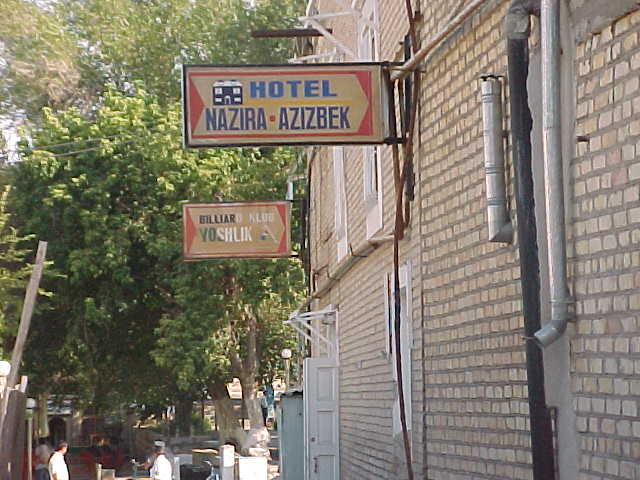 HOTEL
NAZIRA • AZIZBEK
BILLIARD KLUB
YOSHLIK